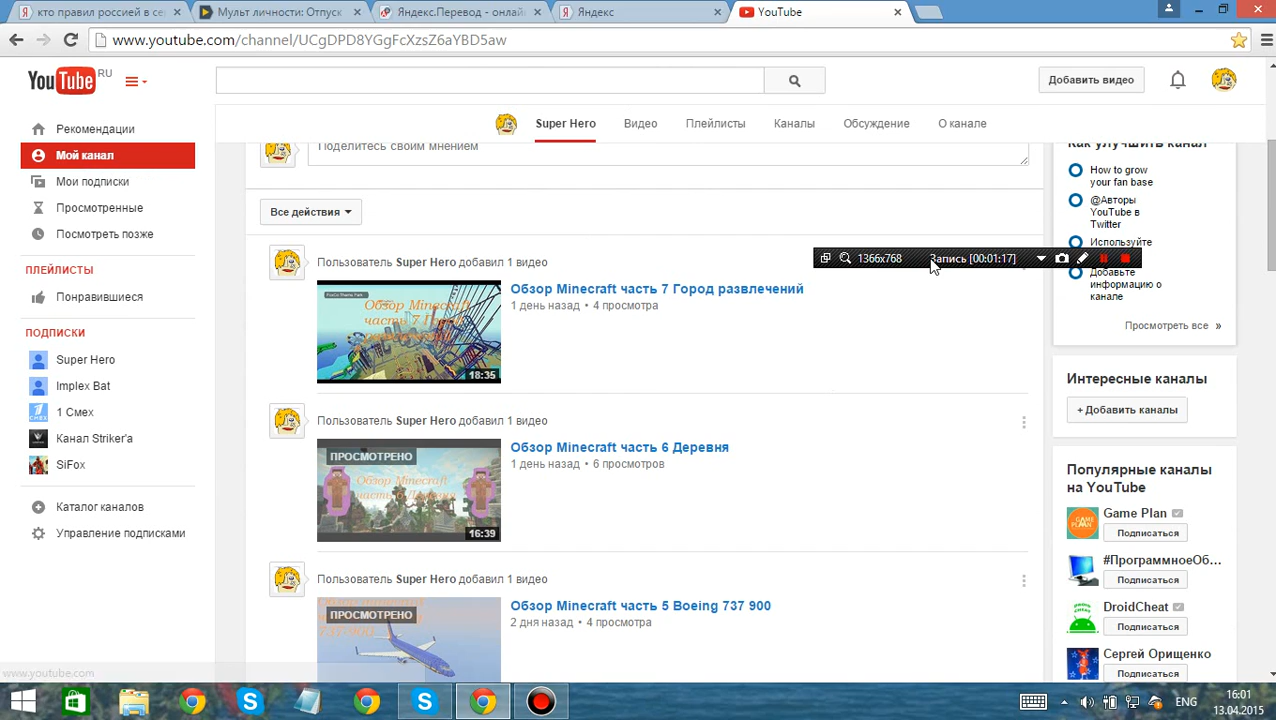 кто правил россией в се
Мульт личности: Отпуск
Яндекс.Перевод - онлай
Яндекс
YouTube
www.youtube.com/channel/UCgDPD8YGgFcXzsZ6aYBD5aw
YouTube RU
Добавить видео
Super Hero
Видео
Плейлисты
Каналы
Обсуждение
О канале
Рекомендации
Мой канал
Мои подписки
Просмотренные
Посмотреть позже
ПЛЕЙЛИСТЫ
Понравившиеся
ПОДПИСКИ
Super Hero
Implex Bat
1 Смех
Канал Striker'а
SiFox
Каталог каналов
Управление подписками
Поделитесь своим мнением
Все действия
Пользователь Super Hero добавил 1 видео
Обзор Minecraft часть 7 Город развлечений
1 день назад • 4 просмотра
18:35
Пользователь Super Hero добавил 1 видео
ПРОСМОТРЕНО
Обзор Minecraft часть 6 Деревня
1 день назад • 6 просмотров
16:39
Пользователь Super Hero добавил 1 видео
ПРОСМОТРЕНО
Обзор Minecraft часть 5 Boeing 737 900
2 дня назад • 4 просмотра
1366x768
Запись [00:01:17]
Как улучшить канал
How to grow
your fan base
@Авторы
YouTube в
Twitter
Используйте
Добавьте
информацию о
канале
Просмотреть все »
Интересные каналы
+ Добавить каналы
Популярные каналы
на YouTube
Game Plan
Подписаться
#ПрограммноеОб...
Подписаться
DroidCheat
Подписаться
Сергей Орищенко
Подписаться
www.youtube.com
ENG
16:01
13.04.2015